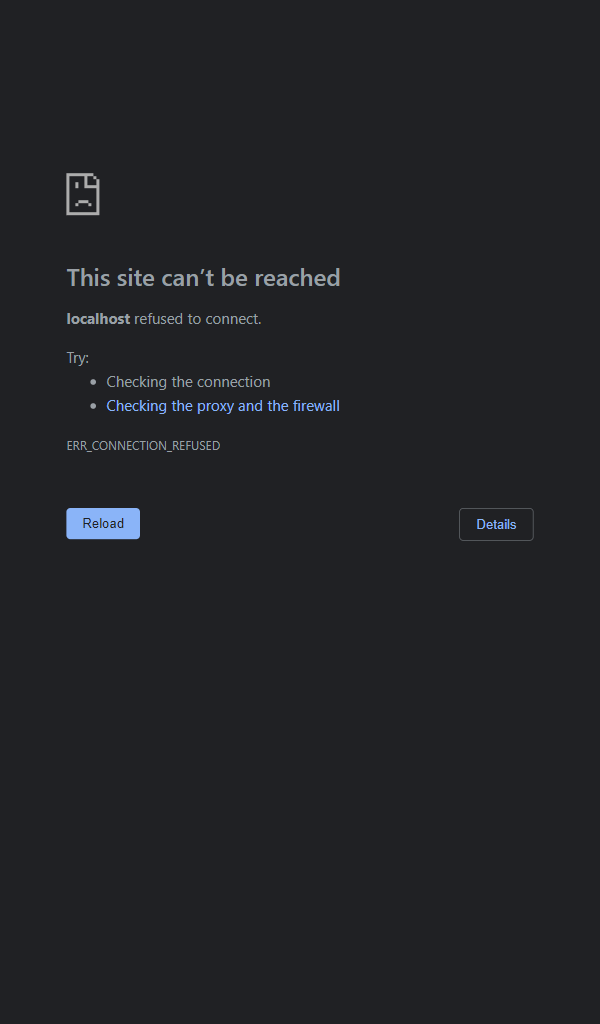 This site can’t be reached
localhost refused to connect.
Try:
• Checking the connection
• Checking the proxy and the firewall
ERR_CONNECTION_REFUSED
Reload
Details